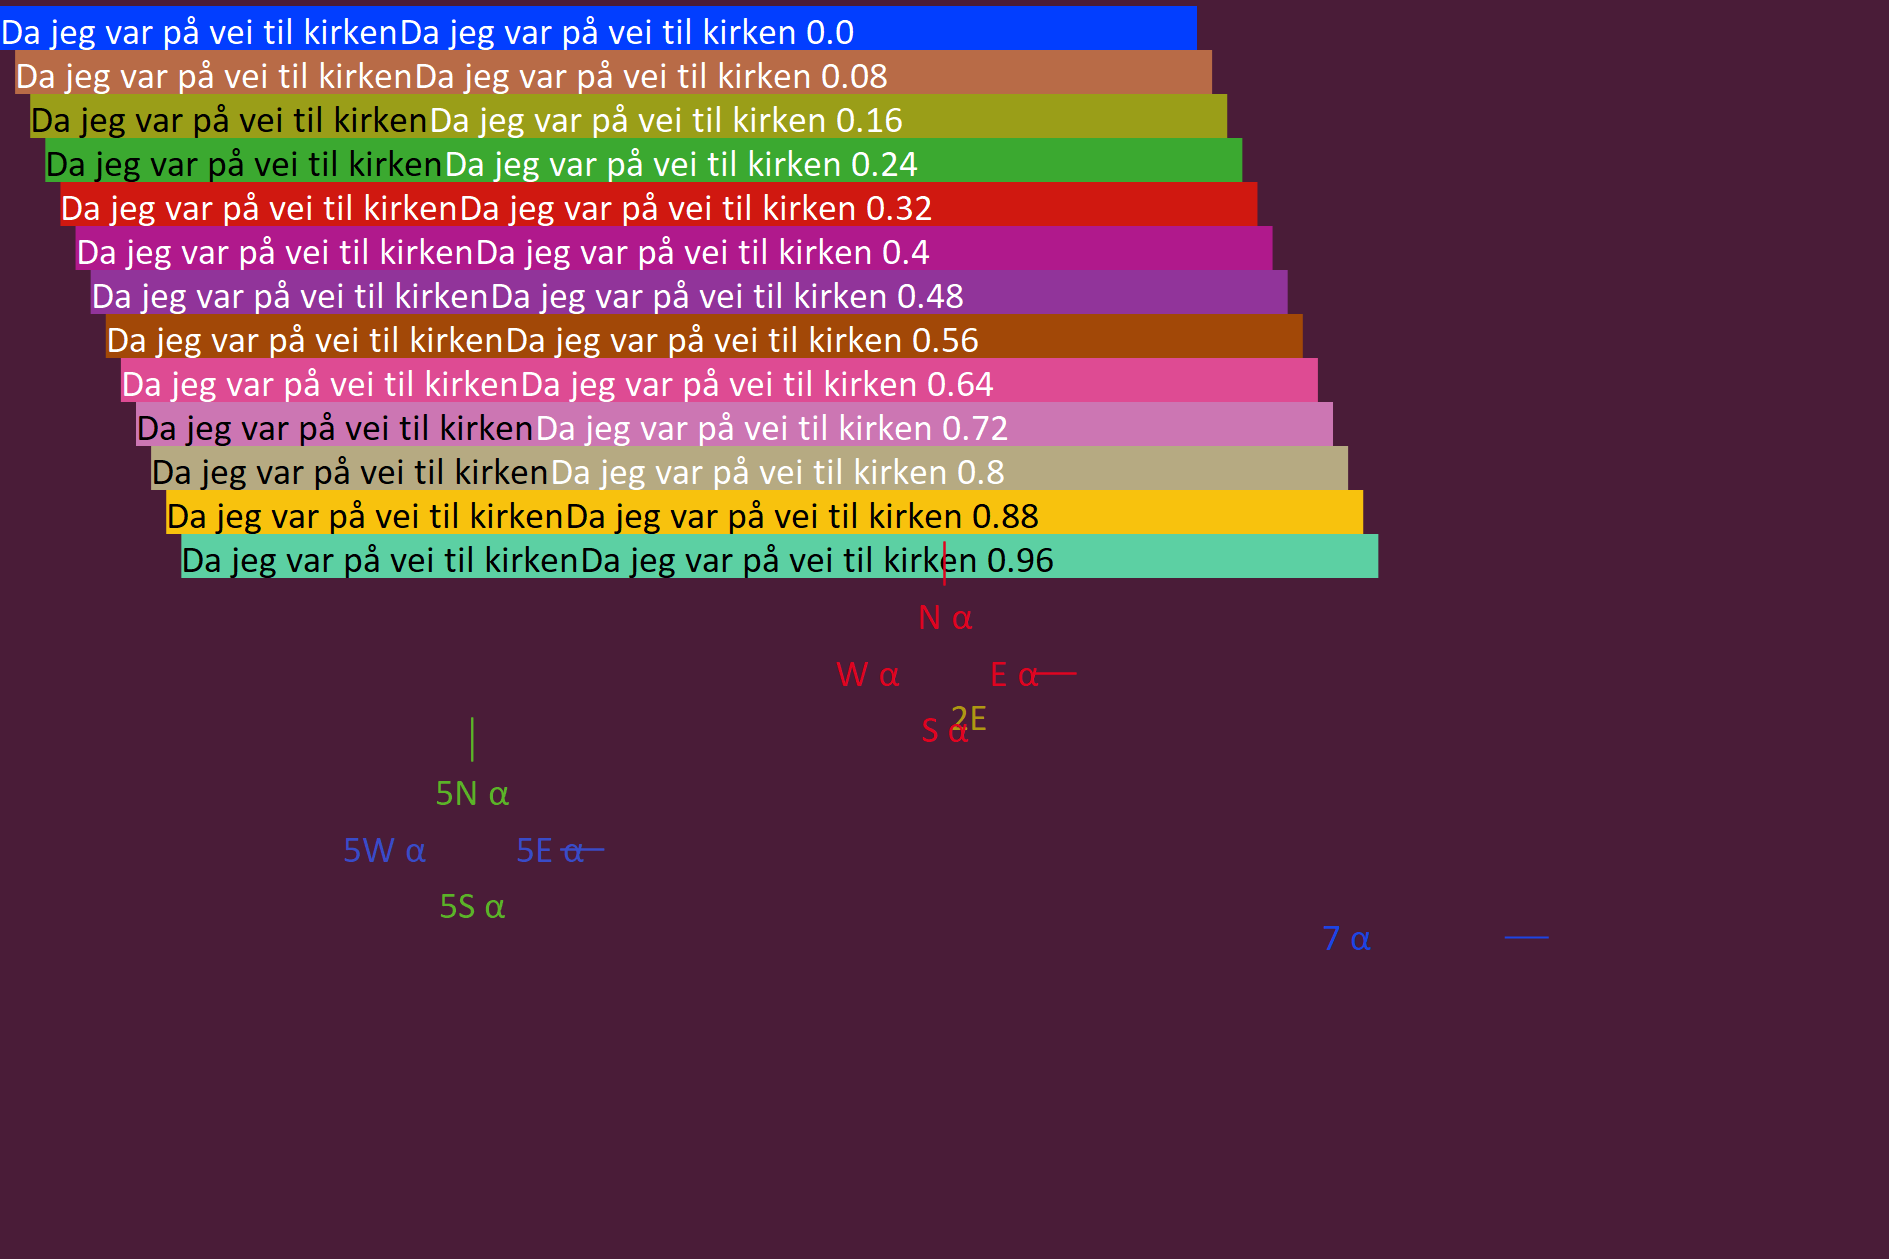 Da jeg var på vei til kirkenDa jeg var på vei til kirken 0.0
Da jeg var på vei til kirkenDa jeg var på vei til kirken 0.08
Da jeg var på vei til kirkenDa jeg var på vei til kirken 0.16
Da jeg var på vei til kirkenDa jeg var på vei til kirken 0.24
Da jeg var på vei til kirkenDa jeg var på vei til kirken 0.32
Da jeg var på vei til kirkenDa jeg var på vei til kirken 0.4
Da jeg var på vei til kirkenDa jeg var på vei til kirken 0.48
Da jeg var på vei til kirkenDa jeg var på vei til kirken 0.56
Da jeg var på vei til kirkenDa jeg var på vei til kirken 0.64
Da jeg var på vei til kirkenDa jeg var på vei til kirken 0.72
Da jeg var på vei til kirkenDa jeg var på vei til kirken 0.8
Da jeg var på vei til kirkenDa jeg var på vei til kirken 0.88
Da jeg var på vei til kirkenDa jeg var på vei til kirken 0.96
N α
W α E α
2E
S α
5N α
5W α 5E α
5S α
7 α